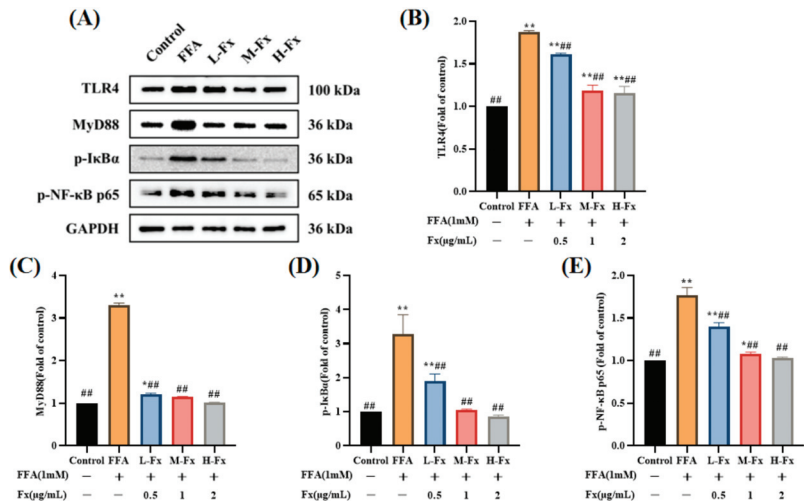 (A)
Control FFA L-Fx M-Fx H-Fx
TLR4 100 kDa
MyD88 36 kDa
p-IκBα 36 kDa
p-NF-κB p65 65 kDa
GAPDH 36 kDa
(B)
TLR4(Fold of control)
2.0
1.5
1.0
0.5
0.0
## ** **## **## **##
Control FFA L-Fx M-Fx H-Fx
FFA(1mM) — + + + +
Fx(μg/mL) — — 0.5 1 2
(C)
MyD88(Fold of control)
4
3
2
1
0
## ** *## ## ##
Control FFA L-Fx M-Fx H-Fx
FFA(1mM) — + + + +
Fx(μg/mL) — — 0.5 1 2
(D)
p-IκBα(Fold of control)
5
4
3
2
1
0
## ** **## ## ##
Control FFA L-Fx M-Fx H-Fx
FFA(1mM) — + + + +
Fx(μg/mL) — — 0.5 1 2
(E)
p-NF-κB p65 (Fold of control)
2.0
1.5
1.0
0.5
0.0
## ** **## *## ##
Control FFA L-Fx M-Fx H-Fx
FFA(1mM) — + + + +
Fx(μg/mL) — — 0.5 1 2